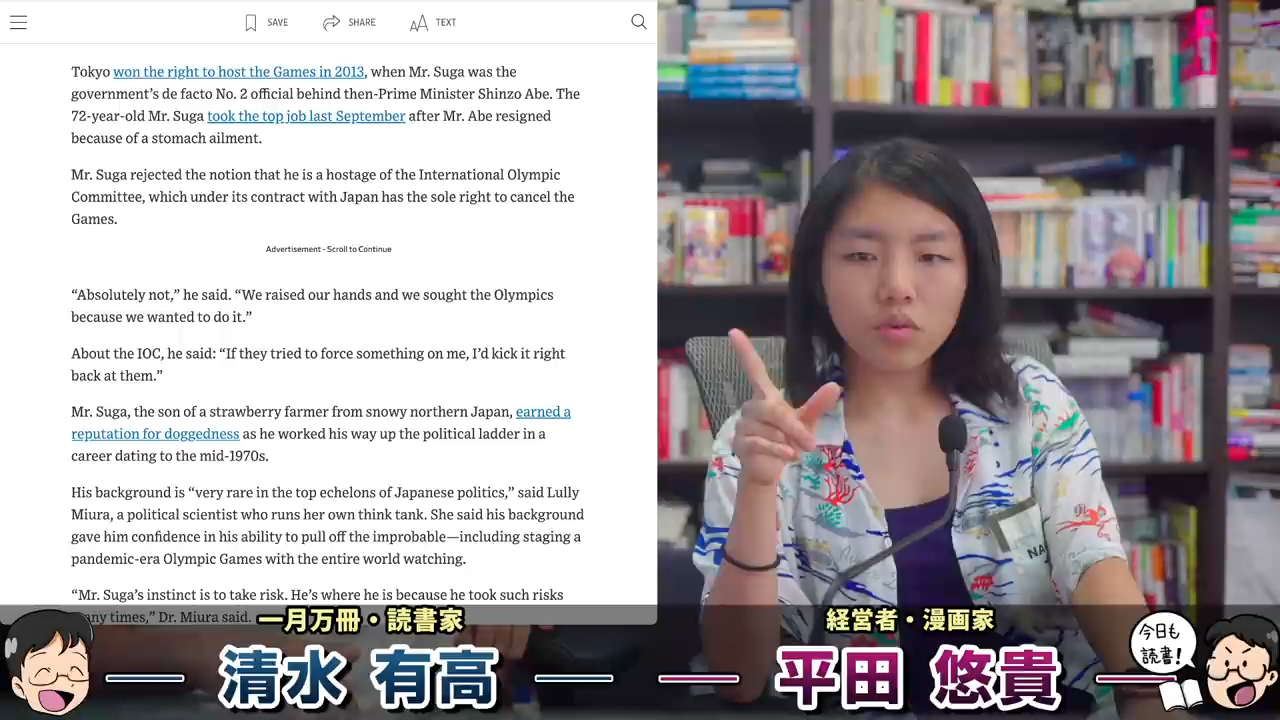 SAVE
SHARE
TEXT
Tokyo won the right to host the Games in 2013, when Mr. Suga was the
government's de facto No. 2 official behind then-Prime Minister Shinzo Abe. The
72-year-old Mr. Suga took the top job last September after Mr. Abe resigned
because of a stomach ailment.
Mr. Suga rejected the notion that he is a hostage of the International Olympic
Committee, which under its contract with Japan has the sole right to cancel the
Games.
Advertisement - Scroll to Continue
“Absolutely not,” he said. “We raised our hands and we sought the Olympics
because we wanted to do it.”
About the IOC, he said: “If they tried to force something on me, I'd kick it right
back at them.”
Mr. Suga, the son of a strawberry farmer from snowy northern Japan, earned a
reputation for doggedness as he worked his way up the political ladder in a
career dating to the mid-1970s.
His background is “very rare in the top echelons of Japanese politics,” said Lully
Miura, a political scientist who runs her own think tank. She said his background
gave him confidence in his ability to pull off the improbable—including staging a
pandemic-era Olympic Games with the entire world watching.
“Mr. Suga's instinct is to take risk. He's where he is because he took such risks
many times,” Dr. Miura said.
NA
一月万冊・読書家
清水 有高
経営者・漫画家
平田 悠貴
今日も
読書!